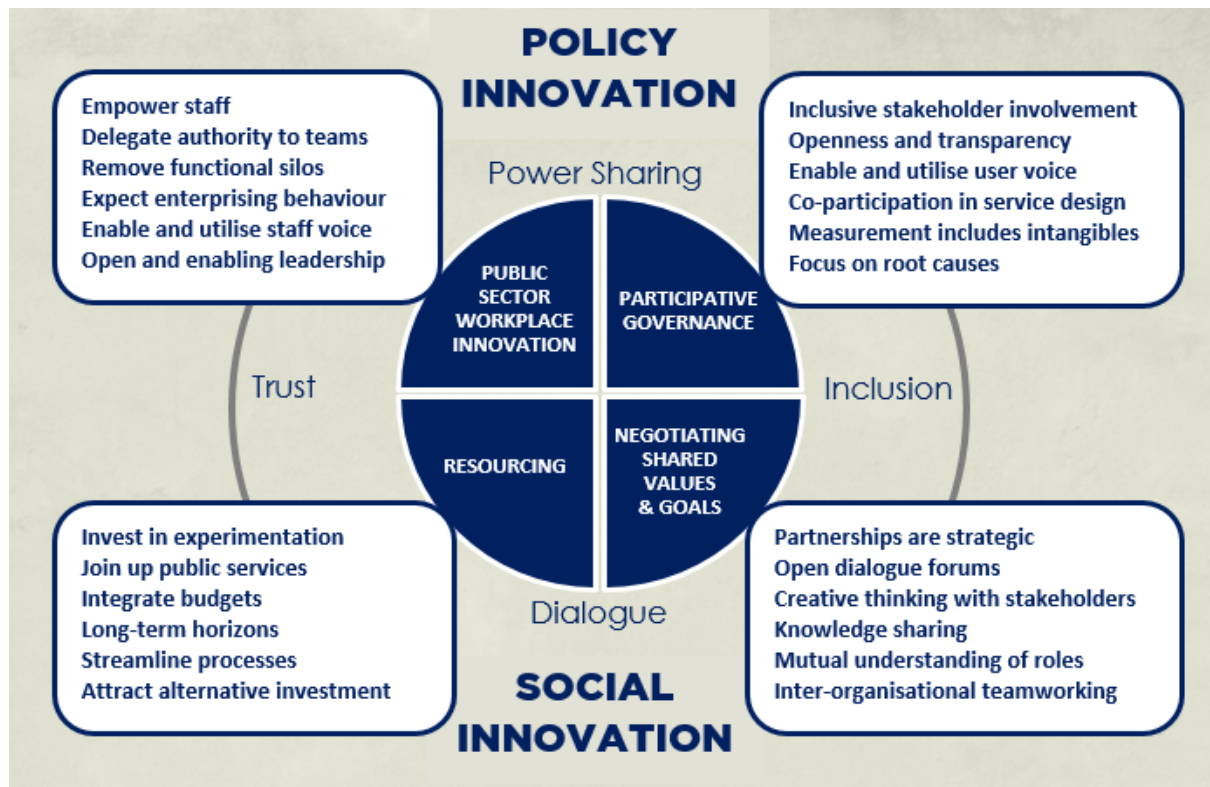 POLICY
INNOVATION
Empower staff
Delegate authority to teams
Remove functional silos
Expect enterprising behaviour
Enable and utilise staff voice
Open and enabling leadership
Inclusive stakeholder involvement
Openness and transparency
Enable and utilise user voice
Co-participation in service design
Measurement includes intangibles
Focus on root causes
Power Sharing
PUBLIC
SECTOR
WORKPLACE
INNOVATION
PARTICIPATIVE
GOVERNANCE
Trust
Inclusion
RESOURCING
NEGOTIATING
SHARED
VALUES
& GOALS
Invest in experimentation
Join up public services
Integrate budgets
Long-term horizons
Streamline processes
Attract alternative investment
Partnerships are strategic
Open dialogue forums
Creative thinking with stakeholders
Knowledge sharing
Mutual understanding of roles
Inter-organisational teamworking
Dialogue
SOCIAL
INNOVATION